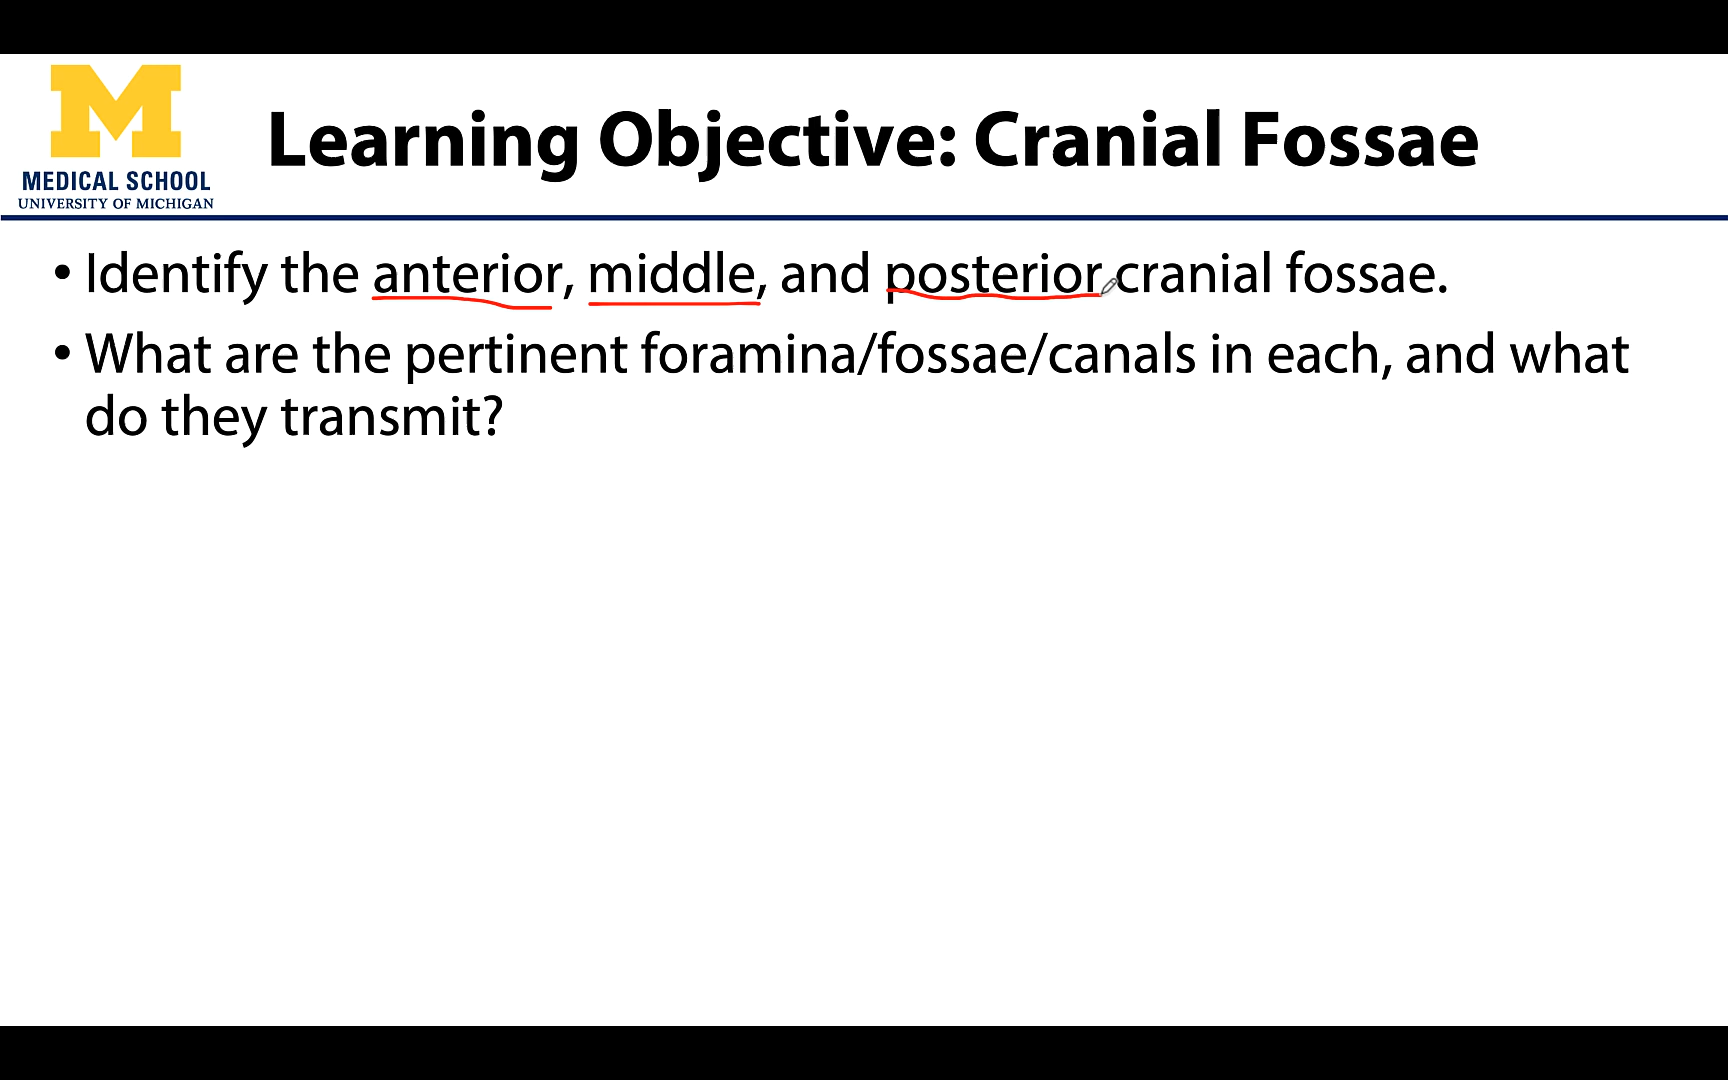 M
MEDICAL SCHOOL
UNIVERSITY OF MICHIGAN
Learning Objective: Cranial Fossae
• Identify the anterior, middle, and posterior cranial fossae.
• What are the pertinent foramina/fossae/canals in each, and what
do they transmit?